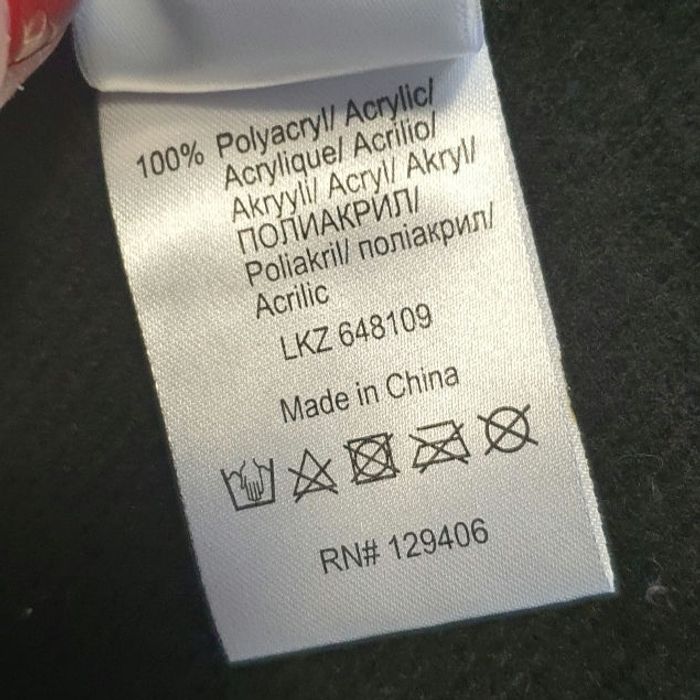 100% Polyacryl/ Acrylic/
Acrylique/ Acrilio/
Akryyli/ Acryl/ Akryl/
ПОЛИАКРИЛ/
Poliakril/ поліакрил/
Acrilic
LKZ 648109
Made in China
RN# 129406